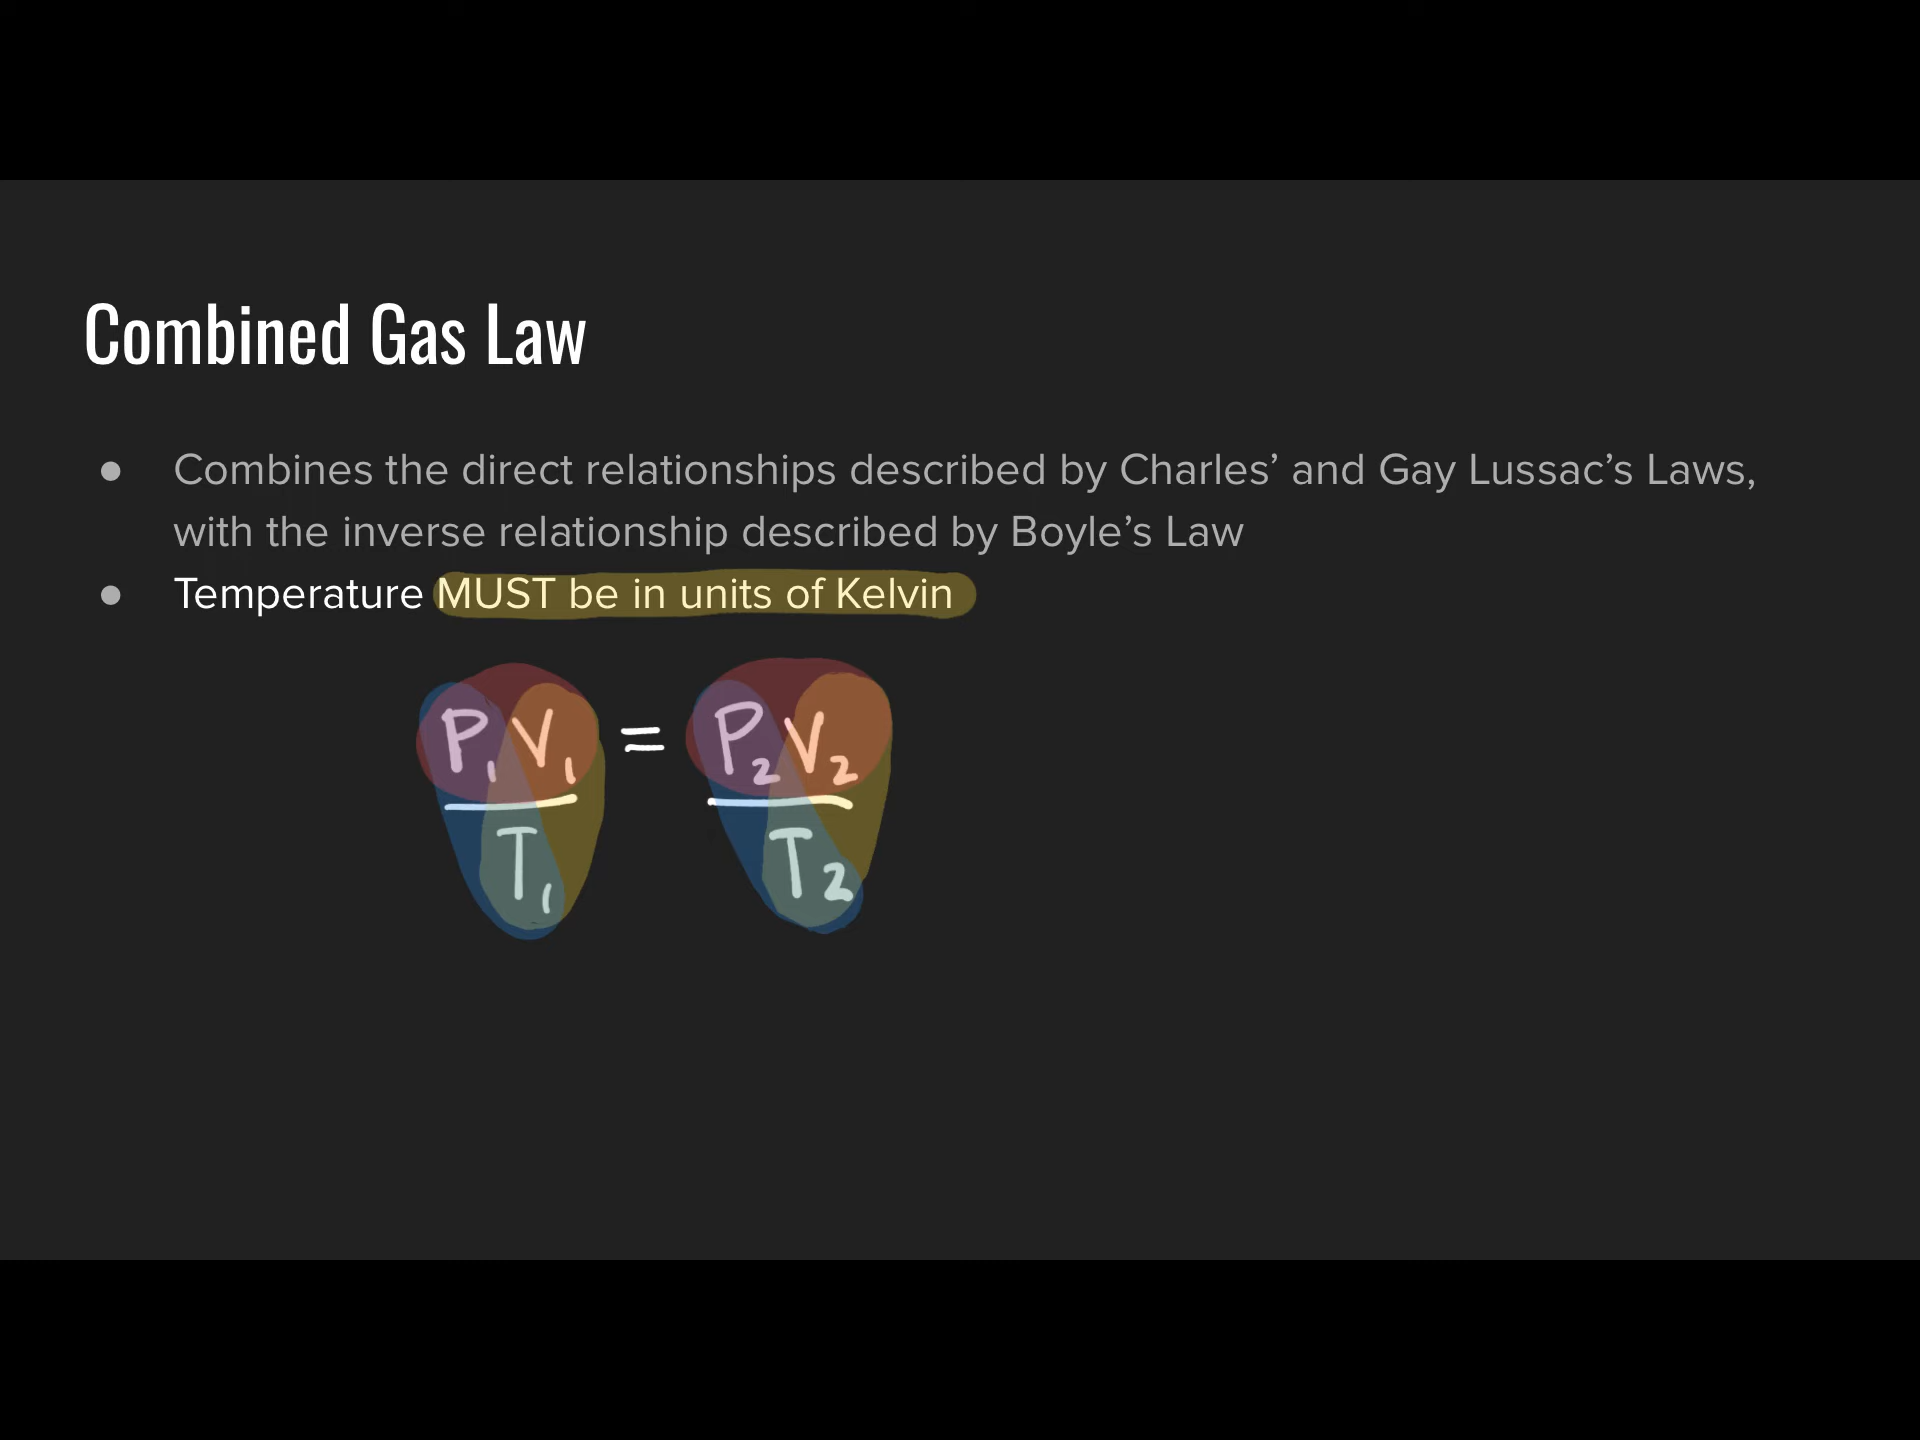 Combined Gas Law
● Combines the direct relationships described by Charles’ and Gay Lussac’s Laws,
with the inverse relationship described by Boyle’s Law
● Temperature MUST be in units of Kelvin
P₁V₁ = P₂V₂
T₁ T₂